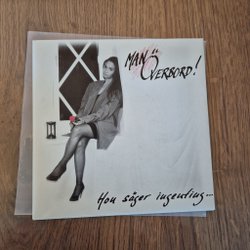 MAN
ÖVERBORD!
Hon säger ingenting...